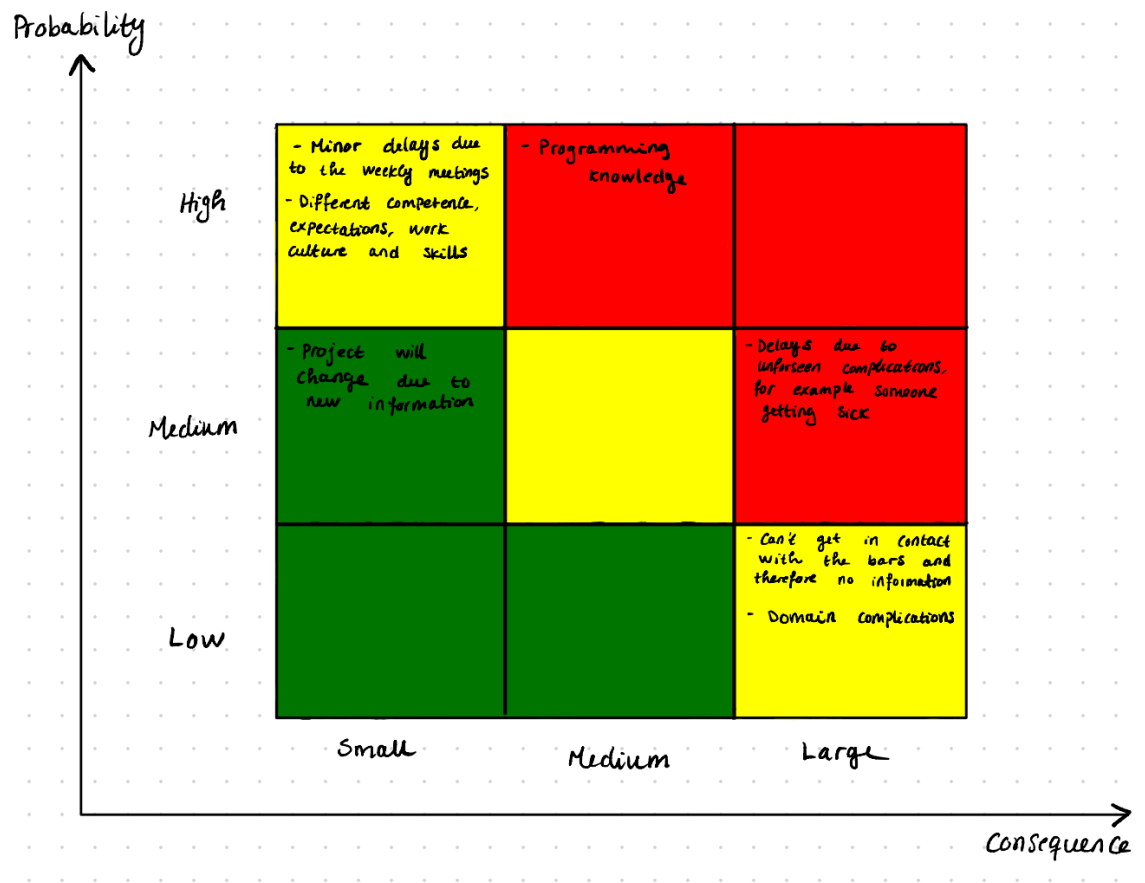 Probability
High
- Minor delays due
to the weekly meetings
- Different competence,
expectations, work
culture and skills
- Programming
knowledge
Medium
- Project will
change due to
new information
- Delays due to
unforseen complications,
for example someone
getting sick
Low
- Can't get in contact
with the bars and
therefore no information
- Domain complications
Small
Medium
Large
Consequence